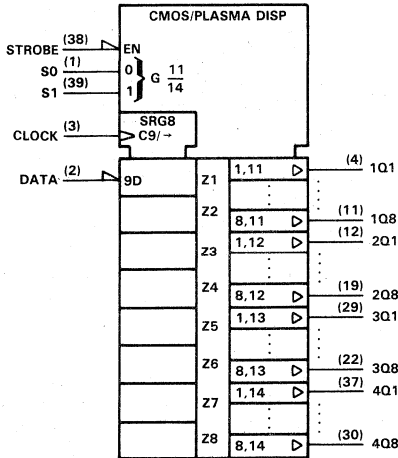 CMOS/PLASMA DISP
STROBE (38) EN
S0 (1) 0
G 11/14
S1 (39) 1
SRG8
CLOCK (3) C9/→
DATA (2) 9D
Z1 1,11 (4) 1Q1
Z2 8,11 (11) 1Q8
1,12 (12) 2Q1
Z3
Z4 8,12 (19) 2Q8
1,13 (29) 3Q1
Z5
Z6 8,13 (22) 3Q8
1,14 (37) 4Q1
Z7
Z8 8,14 (30) 4Q8